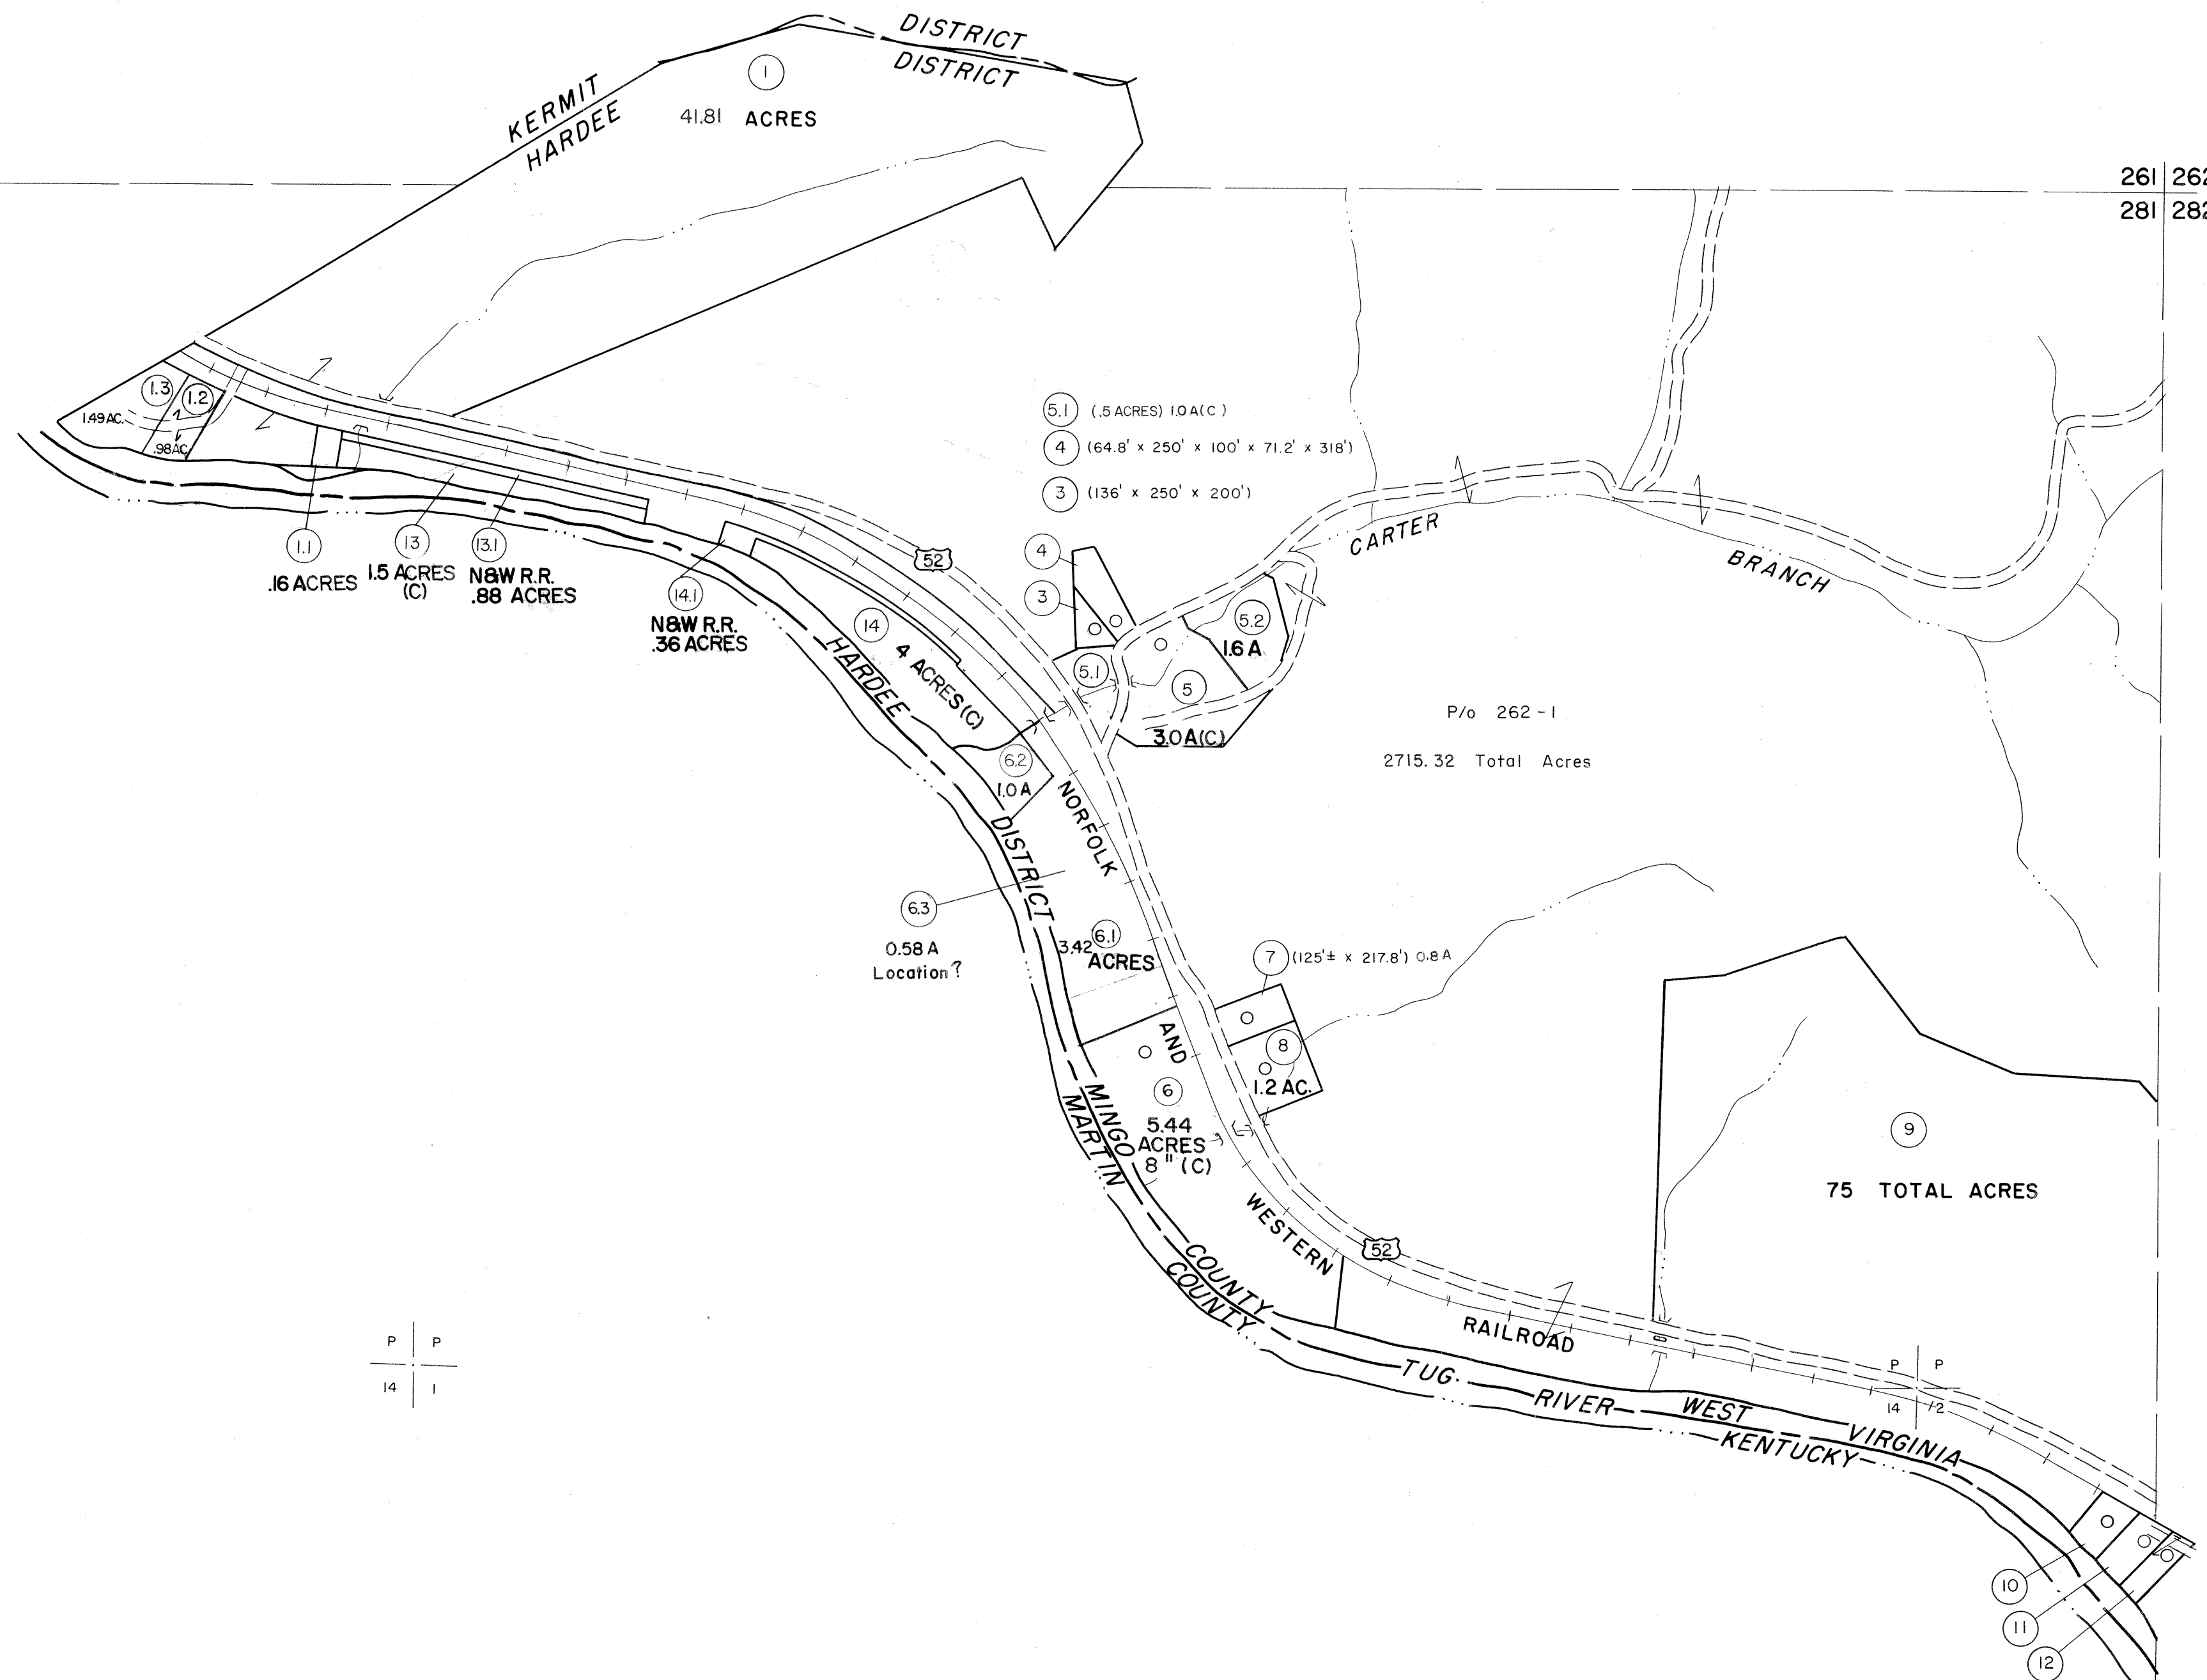 DISTRICT
DISTRICT
KERMIT
HARDEE
1
41.81 ACRES
261 262
281 282
1.3
1.2
1.49 AC.
.98 AC.
5.1 (.5 ACRES) 1.0 A (C)
4 (64.8' x 250' x 100' x 71.2' x 318')
3 (136' x 250' x 200')
1.1
.16 ACRES
13
1.5 ACRES
(C)
13.1
N&W R.R.
.88 ACRES
14.1
N&W R.R.
.36 ACRES
52
4
3
CARTER
BRANCH
14
4 ACRES (C)
HARDEE
5.2
1.6 A
5.1
5
3.0 A (C)
P/o 262-1
2715.32 Total Acres
6.2
1.0 A
NORFOLK
DISTRICT
6.3
0.58 A
Location?
6.1
3.42
ACRES
7 (125'± x 217.8') 0.8 A
AND
8
1.2 AC.
6
5.44
ACRES
8 " (C)
MINGO
MARTIN
9
75 TOTAL ACRES
WESTERN
52
COUNTY
COUNTY
RAILROAD
P P
14 1
P P
14 2
TUG
RIVER
WEST
VIRGINIA
KENTUCKY
10
11
12